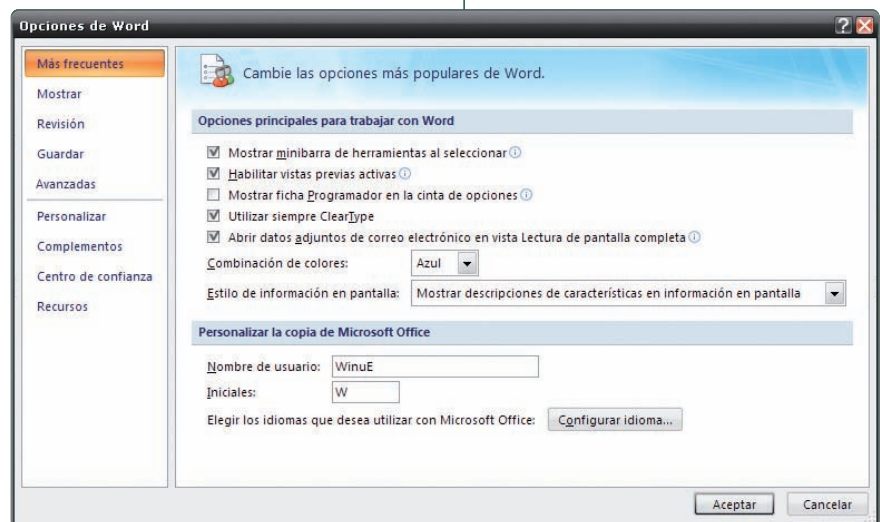 Opciones de Word
Más frecuentes
Mostrar
Revisión
Guardar
Avanzadas
Personalizar
Complementos
Centro de confianza
Recursos
Cambie las opciones más populares de Word.
Opciones principales para trabajar con Word
Mostrar minibarra de herramientas al seleccionar
Habilitar vistas previas activas
Mostrar ficha Programador en la cinta de opciones
Utilizar siempre ClearType
Abrir datos adjuntos de correo electrónico en vista Lectura de pantalla completa
Combinación de colores: Azul
Estilo de información en pantalla: Mostrar descripciones de características en información en pantalla
Personalizar la copia de Microsoft Office
Nombre de usuario: WinuE
Iniciales: W
Elegir los idiomas que desea utilizar con Microsoft Office: Configurar idioma...
Aceptar Cancelar